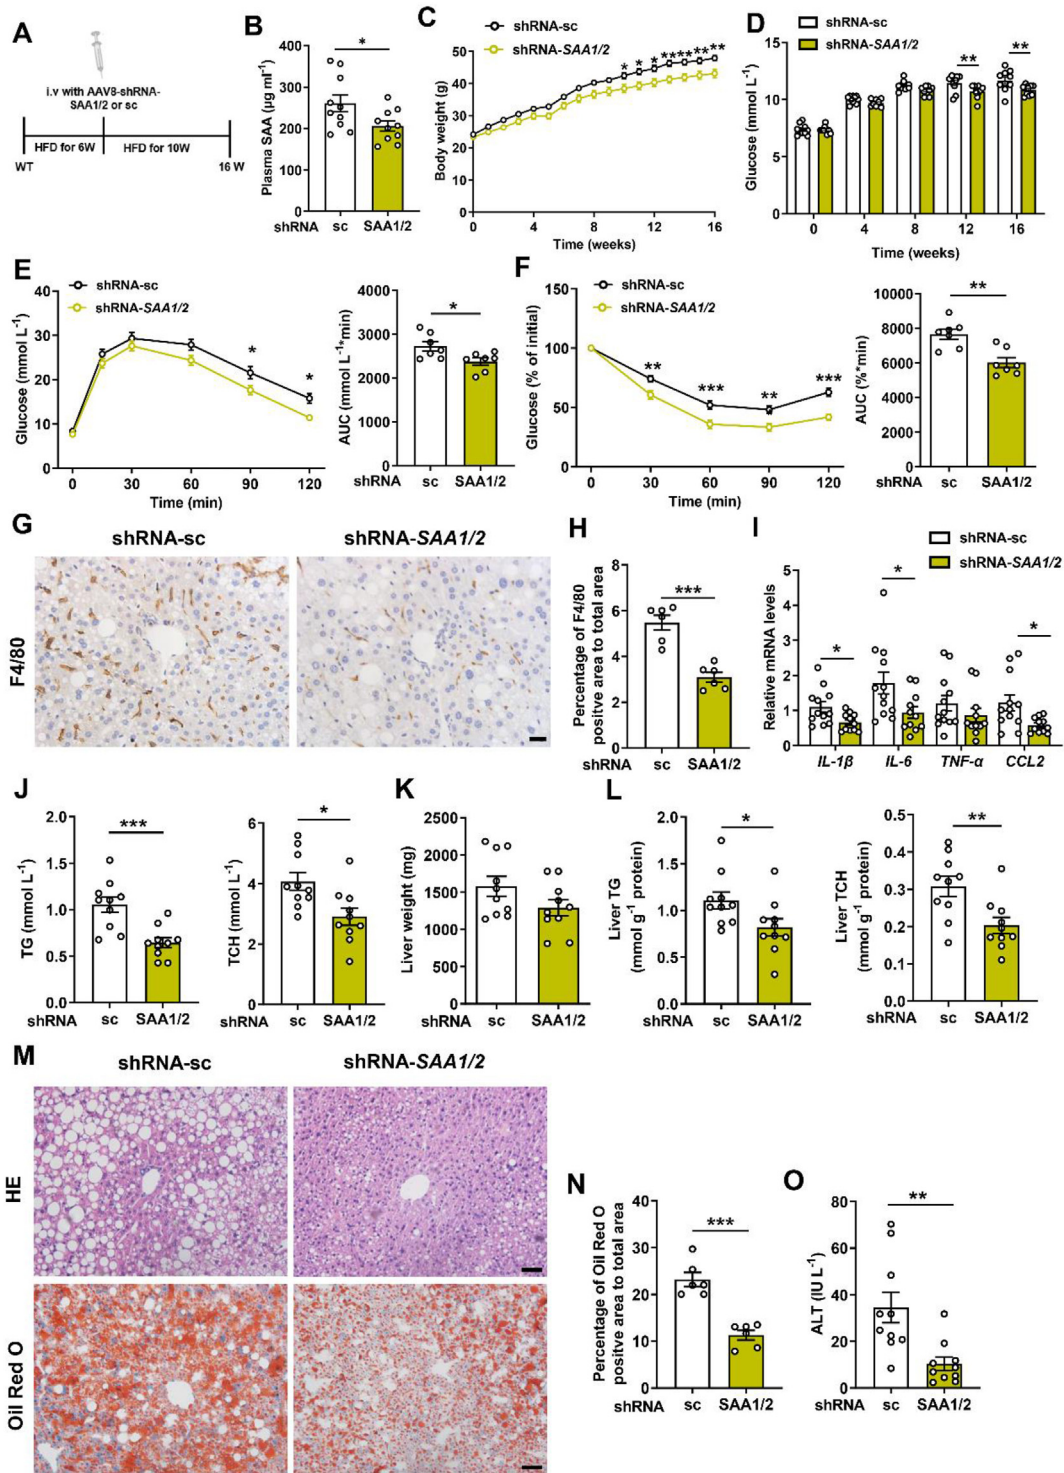 A
i.v with AAV8-shRNA-
SAA1/2 or sc
HFD for 6W
HFD for 10W
WT
16 W
B
Plasma SAA (µg ml⁻¹)
400
300
200
100
0
*
shRNA
sc
SAA1/2
C
shRNA-sc
shRNA-SAA1/2
Body weight (g)
50
40
30
20
10
0
* * * ** ** ** **
0 4 8 12 16
Time (weeks)
D
shRNA-sc
shRNA-SAA1/2
Glucose (mmol L⁻¹)
15
10
5
0
**
**
0 4 8 12 16
Time (weeks)
E
shRNA-sc
shRNA-SAA1/2
Glucose (mmol L⁻¹)
40
30
20
10
0
*
*
0 30 60 90 120
Time (min)
AUC (mmol L⁻¹*min)
4000
3000
2000
1000
0
*
shRNA
sc
SAA1/2
F
shRNA-sc
shRNA-SAA1/2
Glucose (% of initial)
150
100
50
0
**
***
**
***
0 30 60 90 120
Time (min)
AUC (%*min)
10000
8000
6000
4000
2000
0
**
shRNA
sc
SAA1/2
G
shRNA-sc
shRNA-SAA1/2
F4/80
H
Percentage of F4/80
positve area to total area
8
6
4
2
0
***
shRNA
sc
SAA1/2
I
shRNA-sc
shRNA-SAA1/2
Relative mRNA levels
5
4
3
2
1
0
*
*
*
IL-1β IL-6 TNF-α CCL2
J
TG (mmol L⁻¹)
2.0
1.5
1.0
0.5
0.0
***
shRNA
sc
SAA1/2
TCH (mmol L⁻¹)
6
4
2
0
*
sc
SAA1/2
K
Liver weight (mg)
2500
2000
1500
1000
500
0
shRNA
sc
SAA1/2
L
Liver TG
(mmol g⁻¹ protein)
2.0
1.5
1.0
0.5
0.0
*
shRNA
sc
SAA1/2
Liver TCH
(mmol g⁻¹ protein)
0.5
0.4
0.3
0.2
0.1
0.0
**
shRNA
sc
SAA1/2
M
shRNA-sc
shRNA-SAA1/2
HE
Oil Red O
N
Percentage of Oil Red O
positve area to total area
40
30
20
10
0
***
shRNA
sc
SAA1/2
O
ALT (IU L⁻¹)
80
60
40
20
0
**
shRNA
sc
SAA1/2